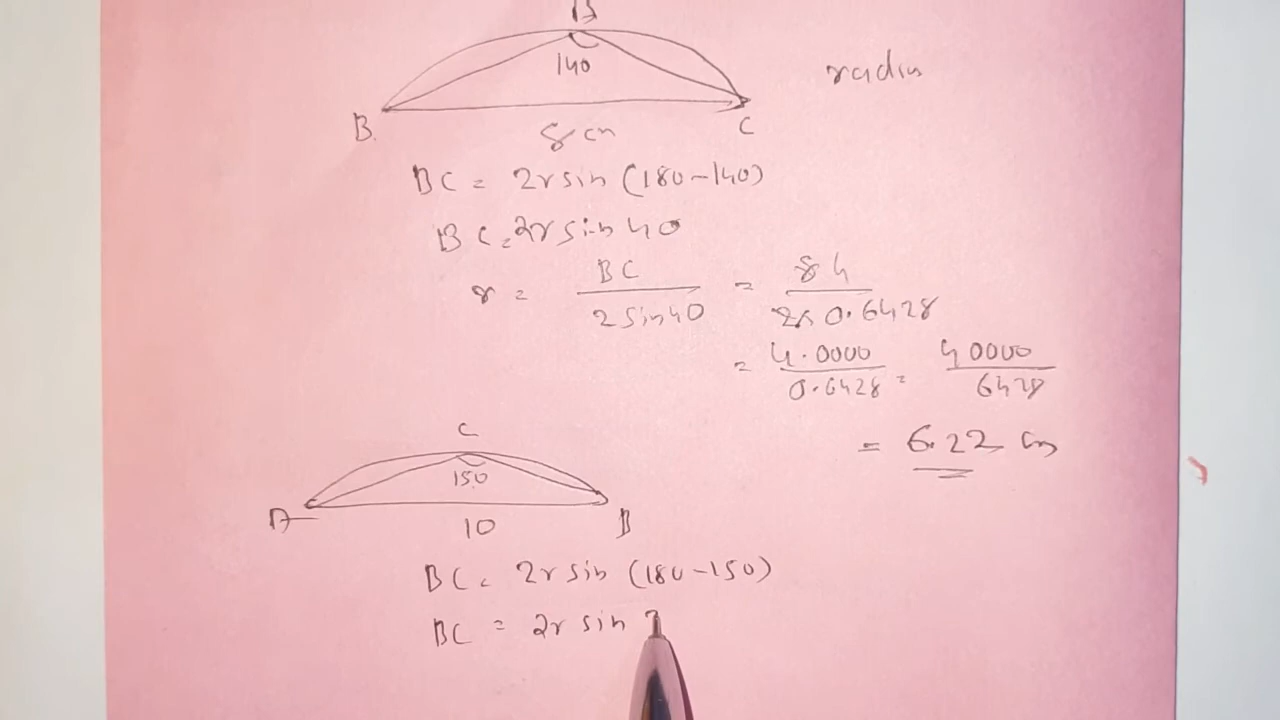 A
140
radius
B
8 cm
C
BC = 2r sin (180-140)
BC = 2r sin 40
r = BC / 2 sin 40 = 8 4 / 2x 0.6428
= 4.0000 / 0.6428 = 40000 / 6428
= 6.22 cm
C
150
A
10
B
BC = 2r sin (180-150)
BC = 2r sin